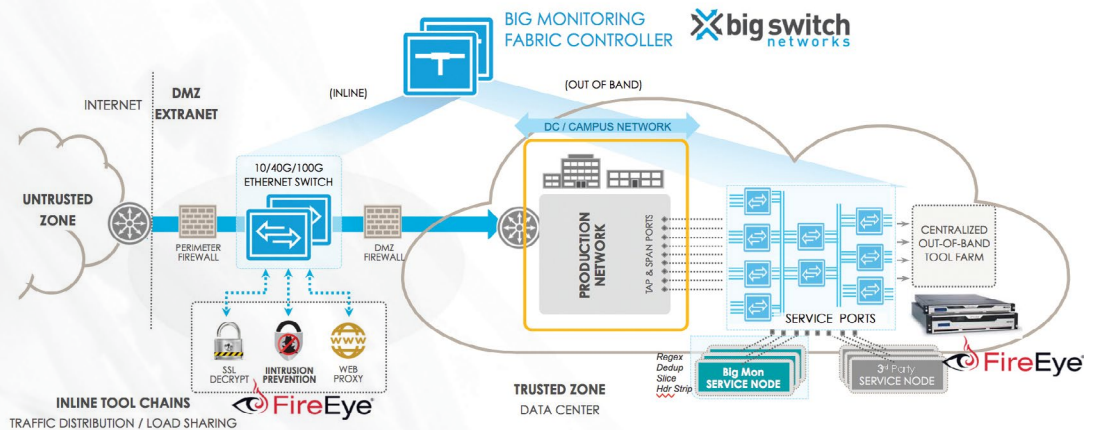 BIG MONITORING
FABRIC CONTROLLER
big switch
networks
(INLINE)
(OUT OF BAND)
INTERNET
DMZ
EXTRANET
DC / CAMPUS NETWORK
10/40G/100G
ETHERNET SWITCH
UNTRUSTED
ZONE
PERIMETER
FIREWALL
DMZ
FIREWALL
PRODUCTION
NETWORK
TAP & SPAN PORTS
CENTRALIZED
OUT-OF-BAND
TOOL FARM
SERVICE PORTS
WWW
SSL
DECRYPT
IINTRUSION
PREVENTION
WEB
PROXY
Regex
Dedup
Slice
Hdr Strip
Big Mon
SERVICE NODE
3rd Party
SERVICE NODE
FireEye®
INLINE TOOL CHAINS
FireEye®
TRAFFIC DISTRIBUTION / LOAD SHARING
TRUSTED ZONE
DATA CENTER